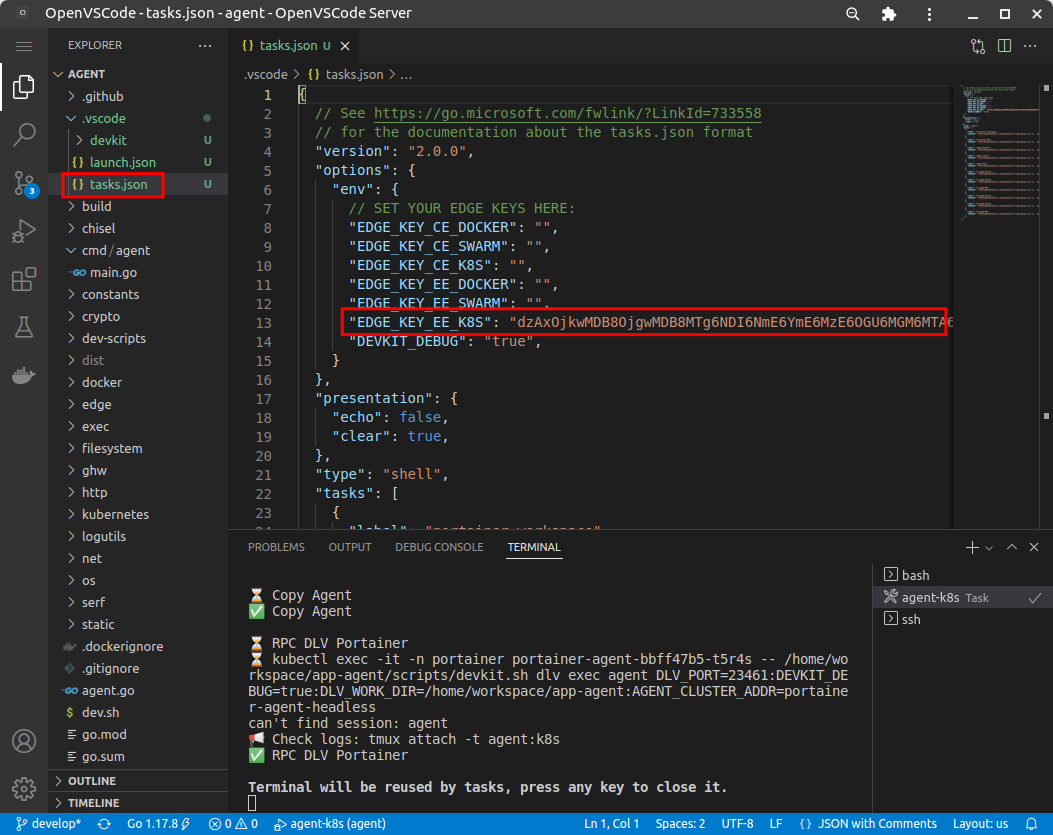 OpenVSCode - tasks.json - agent - OpenVSCode Server
EXPLORER
AGENT
.github
.vscode
devkit U
{} launch.json U
{} tasks.json U
build
chisel
cmd / agent
main.go
constants
crypto
dev-scripts
dist
docker
edge
exec
filesystem
ghw
http
kubernetes
logutils
net
os
serf
static
.dockerignore
.gitignore
agent.go
$ dev.sh
go.mod
go.sum
OUTLINE
TIMELINE
3
{} tasks.json U
.vscode > {} tasks.json > ...
1 {
2 // See https://go.microsoft.com/fwlink/?LinkId=733558
3 // for the documentation about the tasks.json format
4 "version": "2.0.0",
5 "options": {
6 "env": {
7 // SET YOUR EDGE KEYS HERE:
8 "EDGE_KEY_CE_DOCKER": "",
9 "EDGE_KEY_CE_SWARM": "",
10 "EDGE_KEY_CE_K8S": "",
11 "EDGE_KEY_EE_DOCKER": "",
12 "EDGE_KEY_EE_SWARM": "",
13 "EDGE_KEY_EE_K8S": "dzAxOjkwMDB8OjgwMDB8MTg6NDI6NmE6YmE6MzE6OGU6MGM6MTA6
14 "DEVKIT_DEBUG": "true",
15 }
16 },
17 "presentation": {
18 "echo": false,
19 "clear": true,
20 },
21 "type": "shell",
22 "tasks": [
23 {
PROBLEMS OUTPUT DEBUG CONSOLE TERMINAL
⌛ Copy Agent
✅ Copy Agent
⌛ RPC DLV Portainer
⌛ kubectl exec -it -n portainer portainer-agent-bbff47b5-t5r4s -- /home/wo
rkspace/app-agent/scripts/devkit.sh dlv exec agent DLV_PORT=23461:DEVKIT_DE
BUG=true:DLV_WORK_DIR=/home/workspace/app-agent:AGENT_CLUSTER_ADDR=portaine
r-agent-headless
can't find session: agent
📢 Check logs: tmux attach -t agent:k8s
✅ RPC DLV Portainer
Terminal will be reused by tasks, press any key to close it.
bash
agent-k8s Task
ssh
develop* Go 1.17.8 0 0 agent-k8s (agent) Ln 1, Col 1 Spaces: 2 UTF-8 LF {} JSON with Comments Layout: us